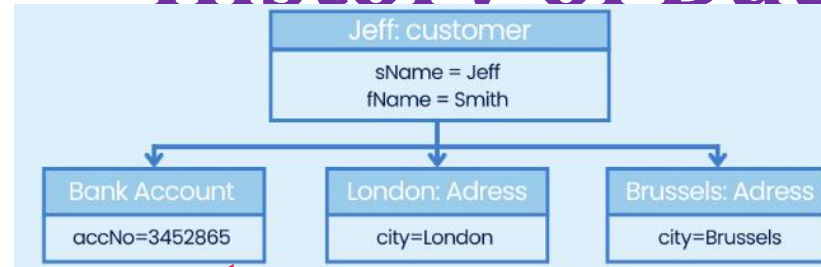 Jeff: customer
sName = Jeff
fName = Smith
Bank Account
London: Adress
Brussels: Adress
accNo=3452865
city=London
city=Brussels